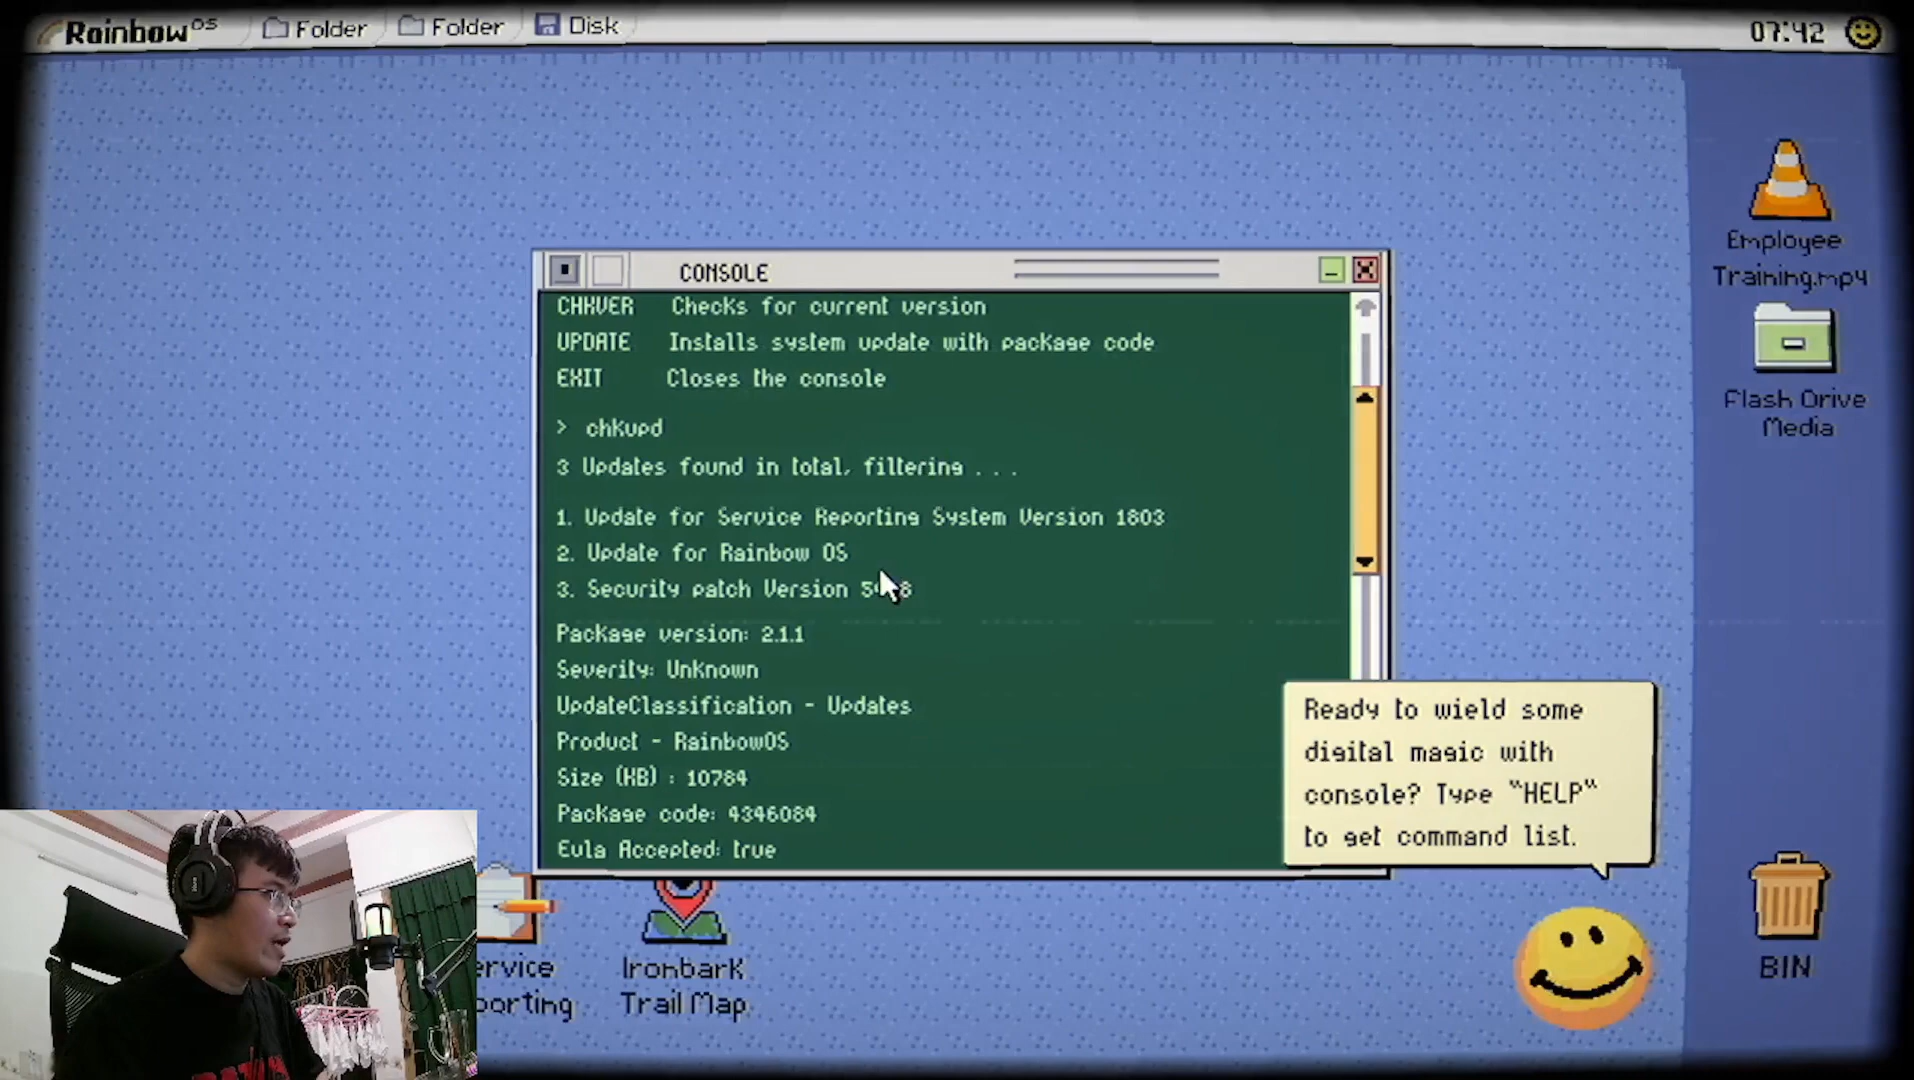 RainbowOS
Folder
Folder
Disk
07:42
CONSOLE
CHKVER Checks for current version
UPDATE Installs system update with package code
EXIT Closes the console
> chkupd
3 Updates found in total, filtering . . .
1. Update for Service Reporting System Version 1803
2. Update for Rainbow OS
3. Security patch Version
Package version: 2.1.1
Severity: Unknown
UpdateClassification - Updates
Product - RainbowOS
Size (KB) : 10784
Package code: 4346084
Eula Accepted: true
Ready to wield some
digital magic with
console? Type "HELP"
to get command list.
Employee
Training.mp4
Flash Drive
Media
BIN
ervice
porting
Ironbark
Trail Map